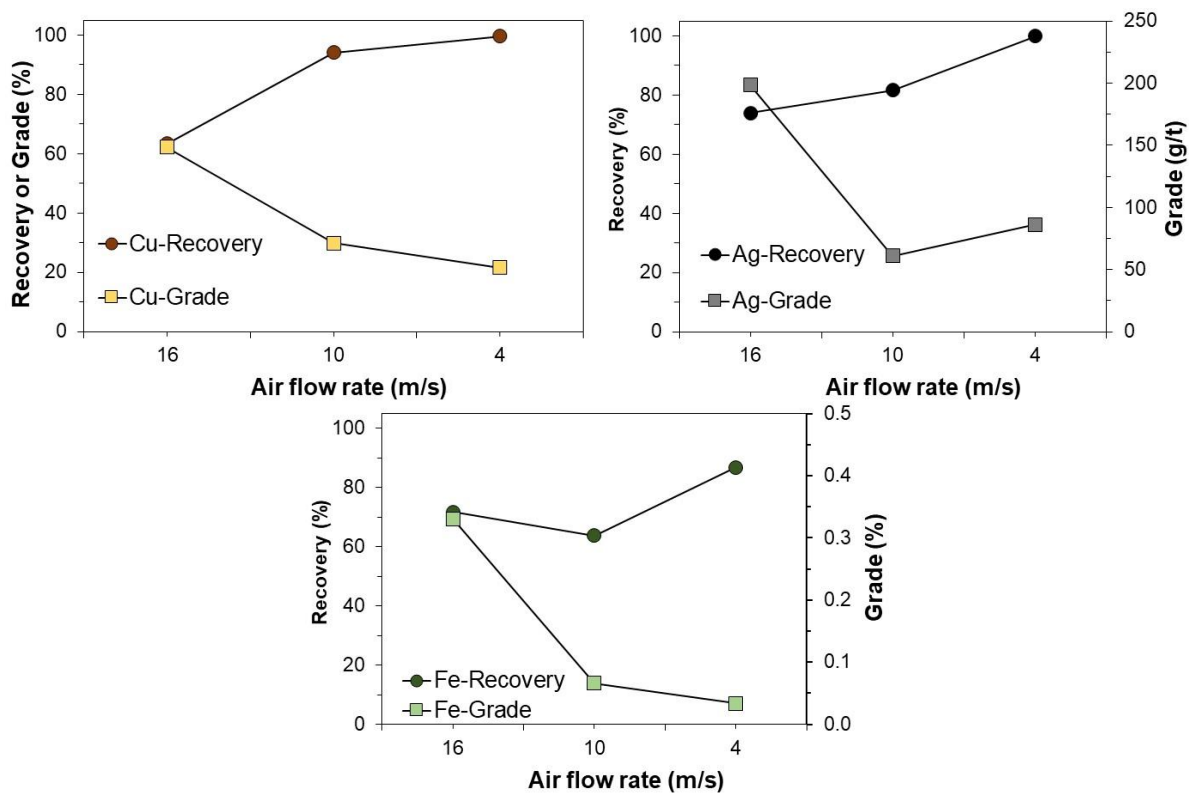 Recovery or Grade (%)
100
80
60
40
20
0
Cu-Recovery
Cu-Grade
16
10
4
Air flow rate (m/s)
Recovery (%)
100
80
60
40
20
0
Ag-Recovery
Ag-Grade
250
200
150
100
50
0
Grade (g/t)
16
10
4
Air flow rate (m/s)
Recovery (%)
100
80
60
40
20
0
Fe-Recovery
Fe-Grade
0.5
0.4
0.3
0.2
0.1
0.0
Grade (%)
16
10
4
Air flow rate (m/s)